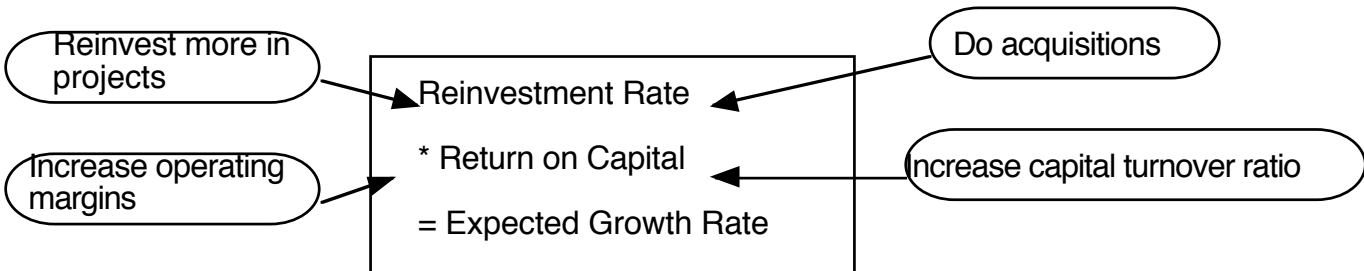 Reinvest more in
projects
Do acquisitions
Reinvestment Rate
* Return on Capital
= Expected Growth Rate
Increase operating
margins
Increase capital turnover ratio